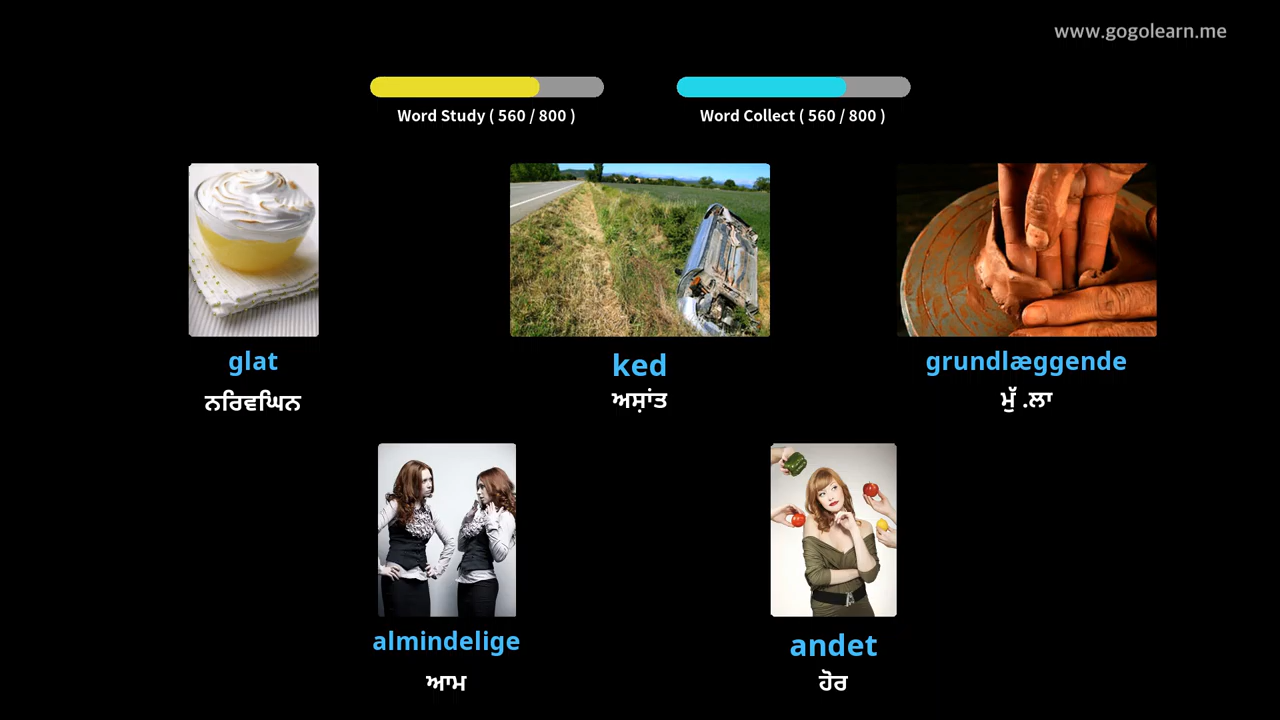 www.gogolearn.me
Word Study ( 560 / 800 )
Word Collect ( 560 / 800 )
glat
ਨਰਿਵਘਿਨ
ked
ਅਸ਼ਾਂਤ
grundlæggende
ਮੁੱ .ਲਾ
almindelige
ਆਮ
andet
ਹੋਰ